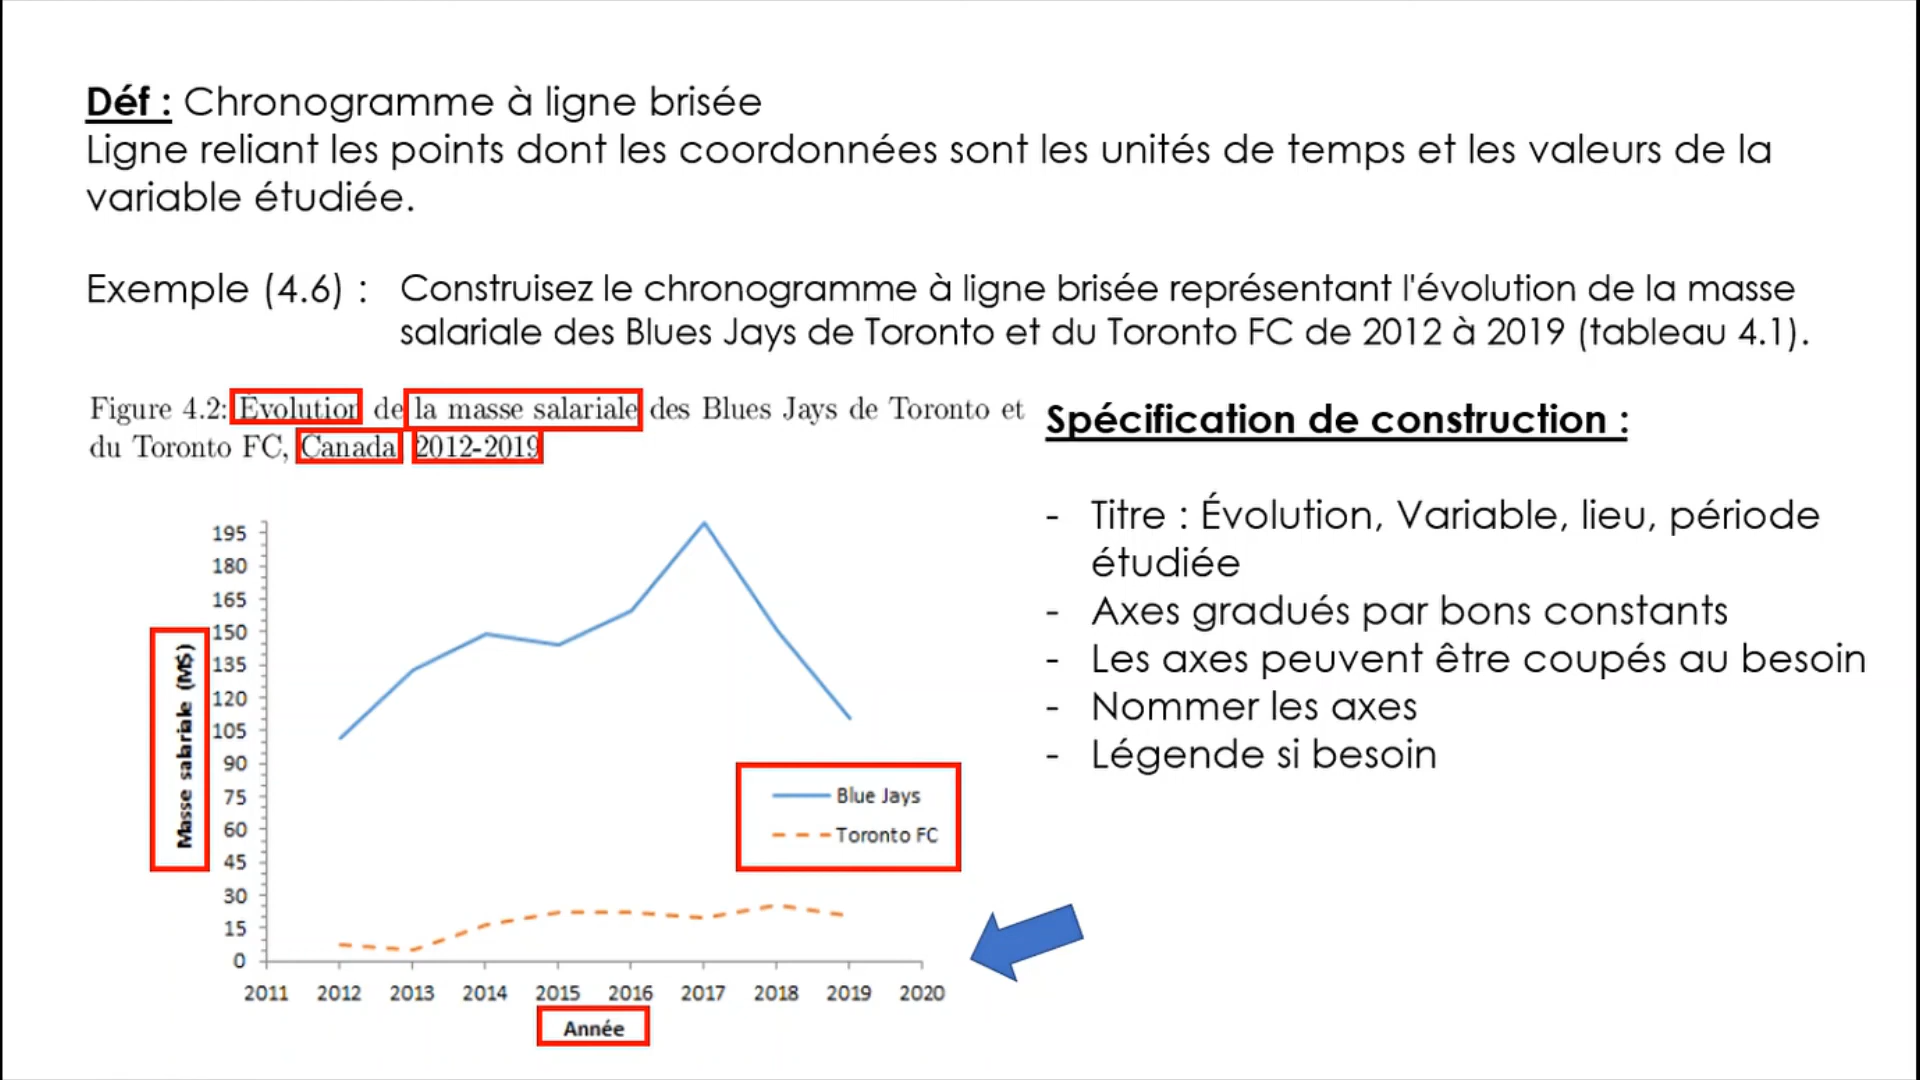 Déf : Chronogramme à ligne brisée
Ligne reliant les points dont les coordonnées sont les unités de temps et les valeurs de la
variable étudiée.
Exemple (4.6) : Construisez le chronogramme à ligne brisée représentant l'évolution de la masse
salariale des Blues Jays de Toronto et du Toronto FC de 2012 à 2019 (tableau 4.1).
Figure 4.2: Évolution de la masse salariale des Blues Jays de Toronto et
du Toronto FC, Canada 2012-2019
Spécification de construction :
- Titre : Évolution, Variable, lieu, période
étudiée
- Axes gradués par bons constants
- Les axes peuvent être coupés au besoin
- Nommer les axes
- Légende si besoin
Masse salariale (M$)
195
180
165
150
135
120
105
90
75
60
45
30
15
0
Blue Jays
Toronto FC
2011 2012 2013 2014 2015 2016 2017 2018 2019 2020
Année